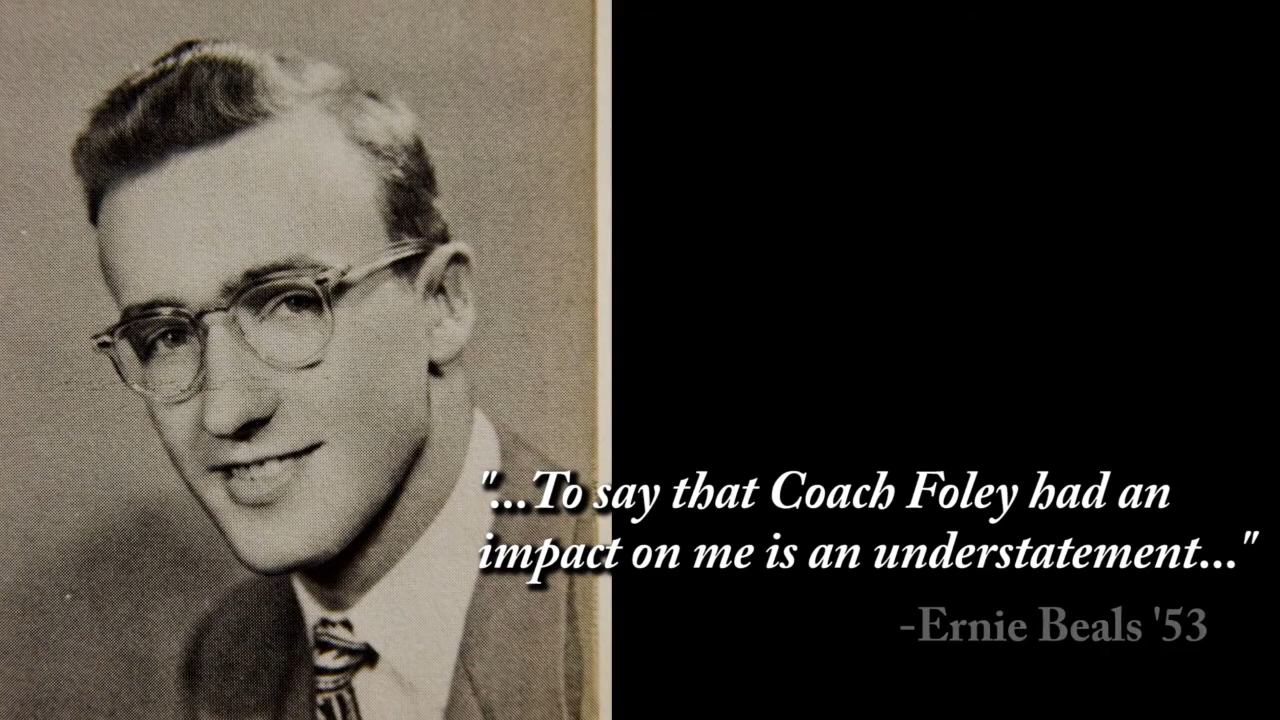 "...To say that Coach Foley had an
impact on me is an understatement..."
-Ernie Beals '53